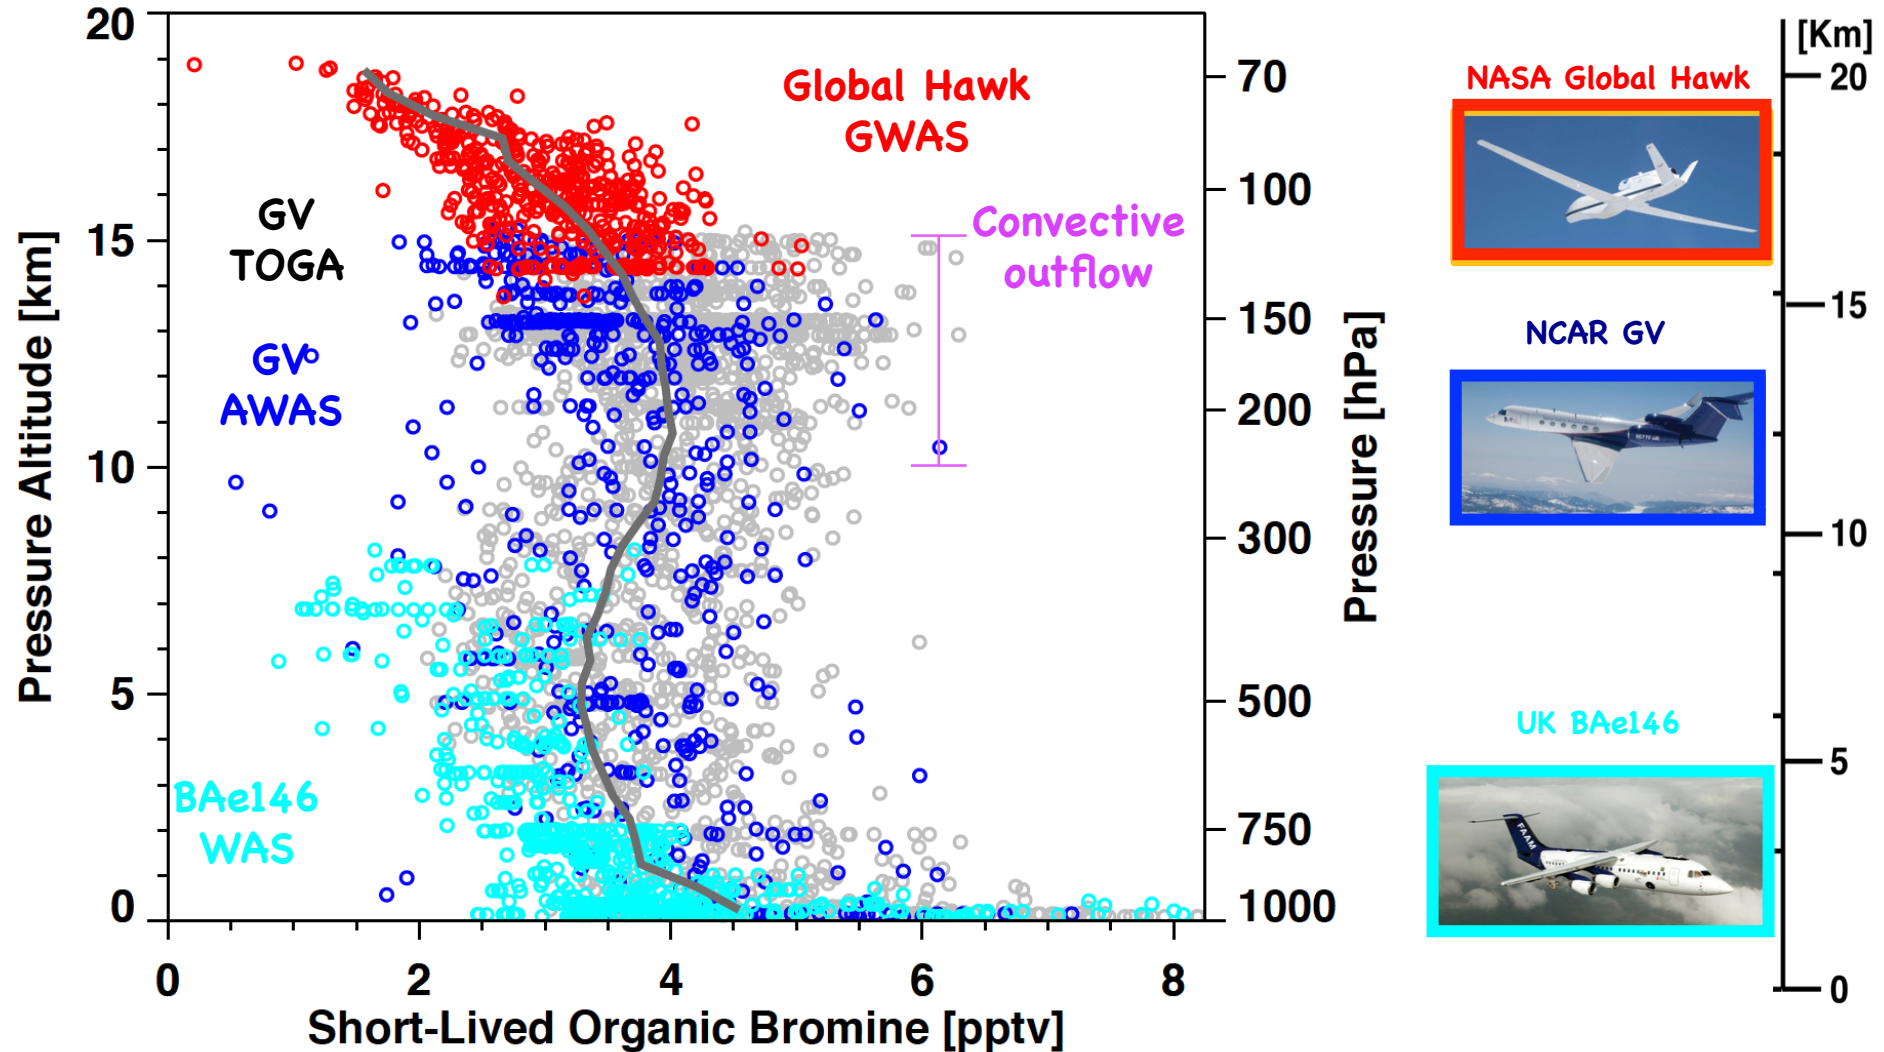 20
15
10
5
0
Pressure Altitude [km]
0
2
4
6
8
Short-Lived Organic Bromine [pptv]
70
100
150
200
300
500
750
1000
Pressure [hPa]
Global Hawk
GWAS
GV
TOGA
GV
AWAS
BAe146
WAS
Convective
outflow
NASA Global Hawk
NCAR GV
UK BAe146
FAAM
[Km]
20
15
10
5
0